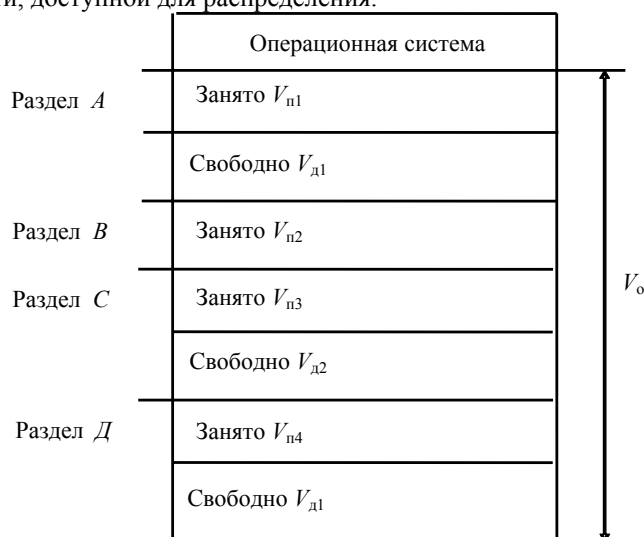 ти, доступной для распределения.
Операционная система
Раздел А
Занято Vп1
Свободно Vд1
Раздел В
Занято Vп2
Раздел С
Занято Vп3
Vо
Свободно Vд2
Раздел Д
Занято Vп4
Свободно Vд1